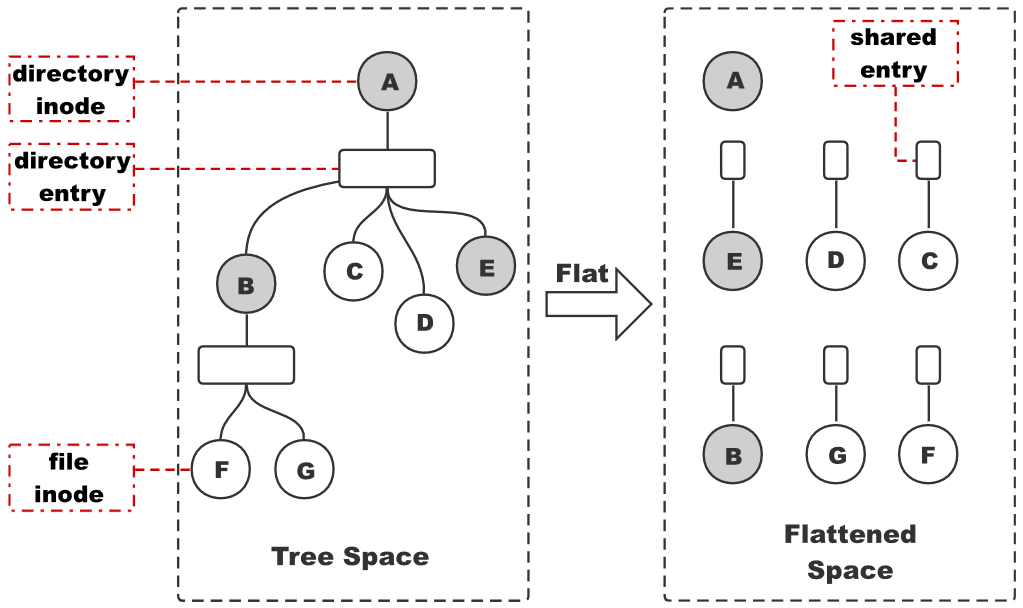 directory
inode
directory
entry
file
inode
A
B
C
D
E
F
G
Tree Space
Flat
shared
entry
A
E
D
C
B
G
F
Flattened
Space